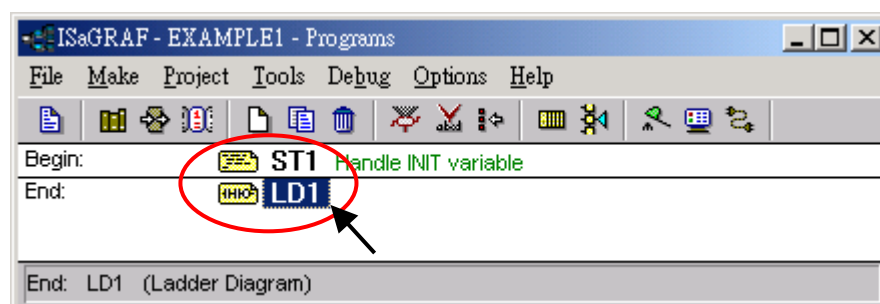 ISaGRAF - EXAMPLE1 - Programs
File Make Project Tools Debug Options Help
Begin: ST1 Handle INIT variable
End: LD1
End: LD1 (Ladder Diagram)